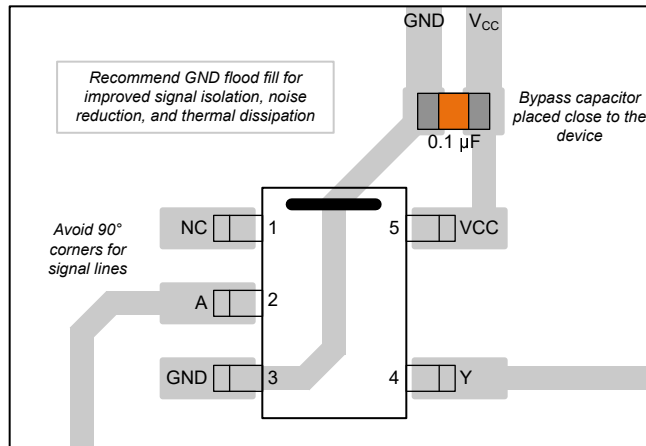 GND
V_CC
Recommend GND flood fill for
improved signal isolation, noise
reduction, and thermal dissipation
Bypass capacitor
placed close to the
device
0.1 µF
Avoid 90°
corners for
signal lines
NC 1 5 VCC
A 2
GND 3 4 Y